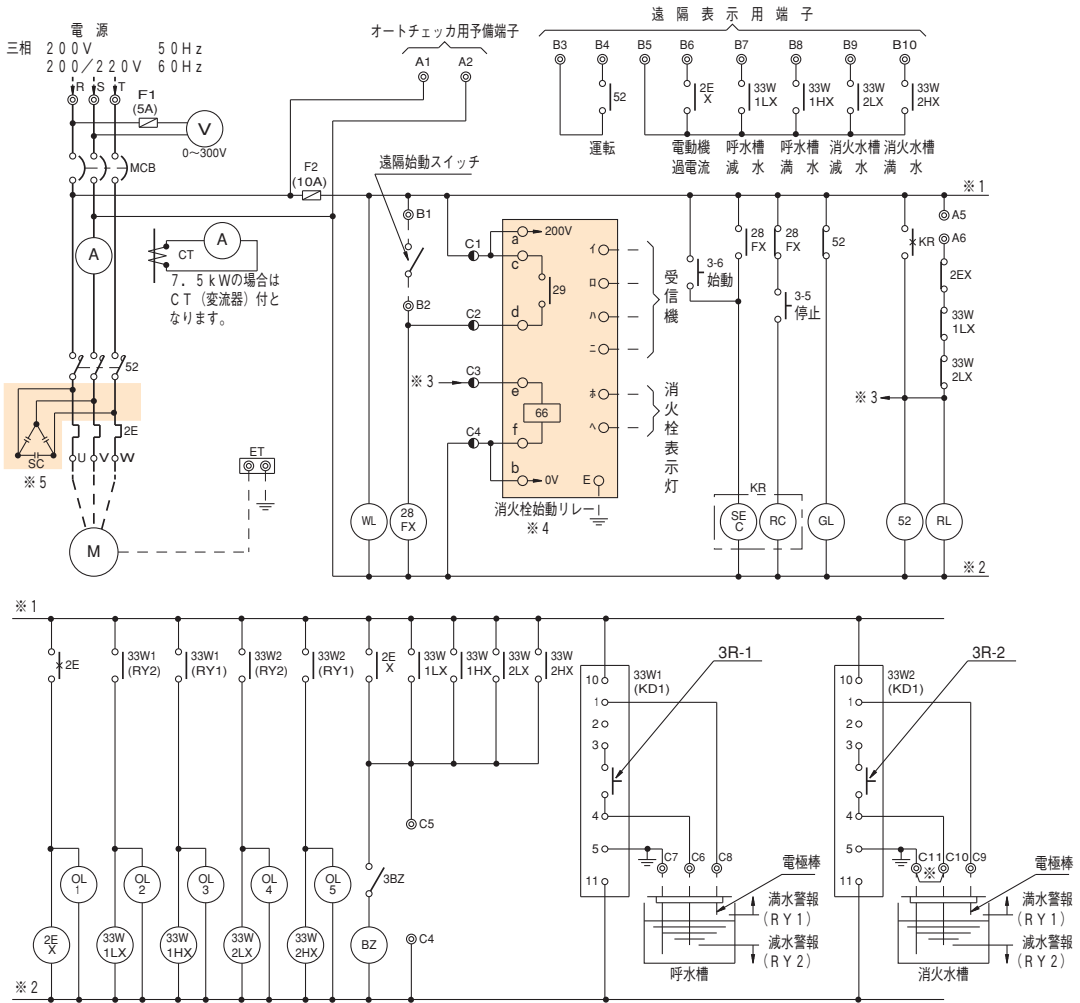 電 源
三相 200V 50Hz
200/220V 60Hz
R S T
F1
(5A)
V
0〜300V
MCB
オートチェッカ用予備端子
A1 A2
遠 隔 表 示 用 端 子
B3 B4 B5 B6 B7 B8 B9 B10
52
2E
X
33W
1LX
33W
1HX
33W
2LX
33W
2HX
運転
電動機
過電流
呼水槽
減 水
呼水槽
満 水
消火水槽
減 水
消火水槽
満 水
F2
(10A)
遠隔始動スイッチ
※1
B1
B2
A
CT
A
7.5kWの場合は
CT(変流器)付と
なります。
C1
C2
※3
C3
C4
a
200V
c
29
d
e
66
f
b
0V
イ
ロ
ハ
ニ
ホ
ヘ
E
受信機
消火栓表示灯
消火栓始動リレー
※4
3-6
始動
28
FX
28
FX
3-5
停止
52
KR
A5
A6
2EX
33W
1LX
33W
2LX
※3
52
2E
SC
※5
U V W
M
ET
WL
28
FX
KR
SE
C
RC
GL
52
RL
※2
※1
2E
33W1
(RY2)
33W1
(RY1)
33W2
(RY2)
33W2
(RY1)
2E
X
33W
1LX
33W
1HX
33W
2LX
33W
2HX
C5
3BZ
C4
OL
1
OL
2
OL
3
OL
4
OL
5
2E
X
33W
1LX
33W
1HX
33W
2LX
33W
2HX
BZ
※2
10
1
2
3
4
5
11
33W1
(KD1)
3R-1
C7 C6 C8
電極棒
満水警報
(RY1)
減水警報
(RY2)
呼水槽
10
1
2
3
4
5
11
33W2
(KD1)
3R-2
C11 C10 C9
※
電極棒
満水警報
(RY1)
減水警報
(RY2)
消火水槽